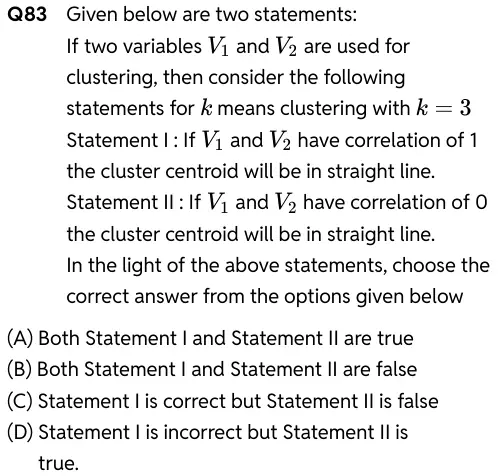 Q83 Given below are two statements:
If two variables V₁ and V₂ are used for
clustering, then consider the following
statements for k means clustering with k = 3
Statement I : If V₁ and V₂ have correlation of 1
the cluster centroid will be in straight line.
Statement II : If V₁ and V₂ have correlation of 0
the cluster centroid will be in straight line.
In the light of the above statements, choose the
correct answer from the options given below
(A) Both Statement I and Statement II are true
(B) Both Statement I and Statement II are false
(C) Statement I is correct but Statement II is false
(D) Statement I is incorrect but Statement II is
true.